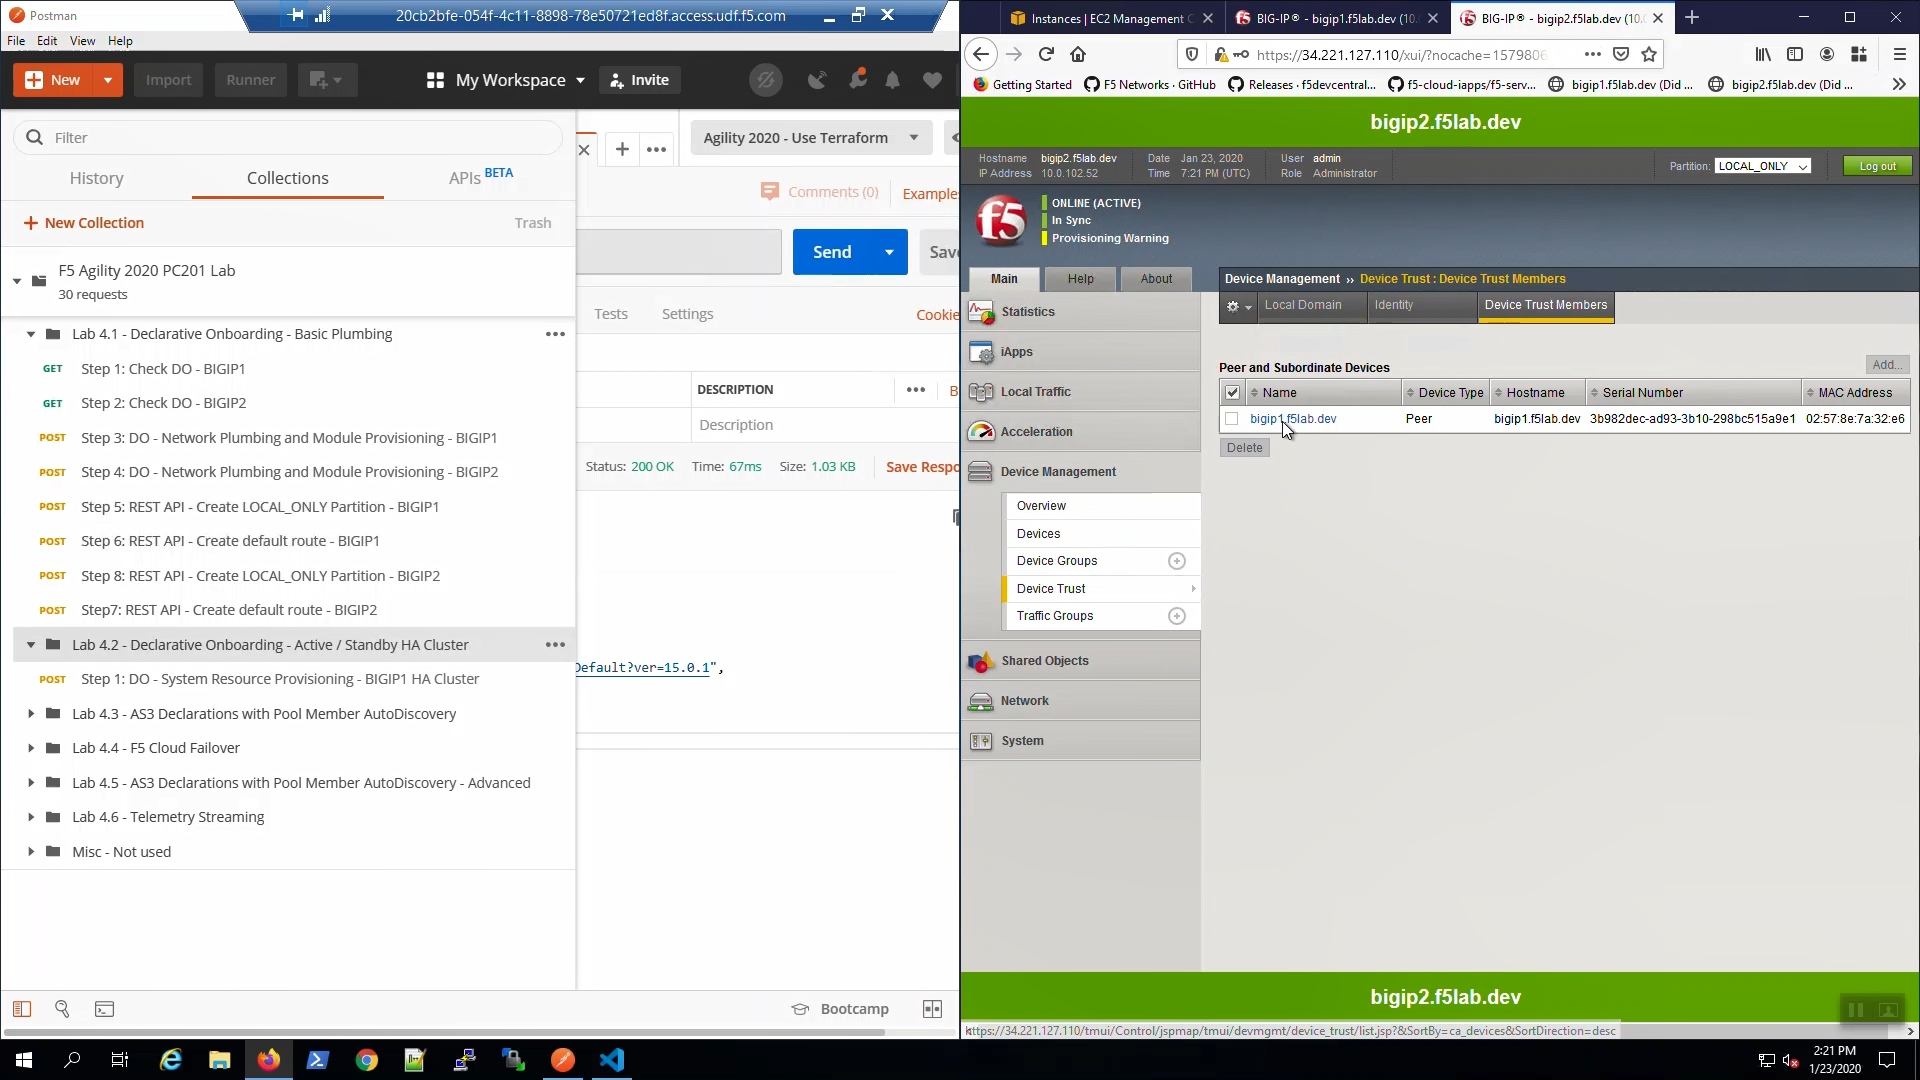 Postman
20cb2bfe-054f-4c11-8898-78e50721ed8f.access.udf.f5.com
File Edit View Help
New
Import
Runner
My Workspace
Invite
Filter
History
Collections
APIs BETA
New Collection
Trash
F5 Agility 2020 PC201 Lab
30 requests
Lab 4.1 - Declarative Onboarding - Basic Plumbing
GET Step 1: Check DO - BIGIP1
GET Step 2: Check DO - BIGIP2
POST Step 3: DO - Network Plumbing and Module Provisioning - BIGIP1
POST Step 4: DO - Network Plumbing and Module Provisioning - BIGIP2
POST Step 5: REST API - Create LOCAL_ONLY Partition - BIGIP1
POST Step 6: REST API - Create default route - BIGIP1
POST Step 8: REST API - Create LOCAL_ONLY Partition - BIGIP2
POST Step7: REST API - Create default route - BIGIP2
Lab 4.2 - Declarative Onboarding - Active / Standby HA Cluster
POST Step 1: DO - System Resource Provisioning - BIGIP1 HA Cluster
Lab 4.3 - AS3 Declarations with Pool Member AutoDiscovery
Lab 4.4 - F5 Cloud Failover
Lab 4.5 - AS3 Declarations with Pool Member AutoDiscovery - Advanced
Lab 4.6 - Telemetry Streaming
Misc - Not used
Agility 2020 - Use Terraform
Comments (0)
Examples
Send
Save
Tests
Settings
Cookie
DESCRIPTION
B
Description
Status: 200 OK Time: 67ms Size: 1.03 KB Save Respo
Default?ver=15.0.1",
Bootcamp
Instances | EC2 Management C
BIG-IP® - bigip1.f5lab.dev (10.
BIG-IP® - bigip2.f5lab.dev (10.
https://34.221.127.110/xui/?nocache=1579806
Getting Started
F5 Networks · GitHub
Releases · f5devcentral...
f5-cloud-iapps/f5-serv...
bigip1.f5lab.dev (Did ...
bigip2.f5lab.dev (Did ...
bigip2.f5lab.dev
Hostname bigip2.f5lab.dev Date Jan 23, 2020 User admin
IP Address 10.0.102.52 Time 7:21 PM (UTC) Role Administrator
Partition: LOCAL_ONLY
Log out
f5
ONLINE (ACTIVE)
In Sync
Provisioning Warning
Main Help About
Device Management ›› Device Trust : Device Trust Members
Local Domain
Identity
Device Trust Members
Statistics
iApps
Local Traffic
Acceleration
Device Management
Overview
Devices
Device Groups
Device Trust
Traffic Groups
Shared Objects
Network
System
Peer and Subordinate Devices
Add...
Name Device Type Hostname Serial Number MAC Address
bigip1.f5lab.dev Peer bigip1.f5lab.dev 3b982dec-ad93-3b10-298bc515a9e1 02:57:8e:7a:32:e6
Delete
bigip2.f5lab.dev
https://34.221.127.110/tmui/Control/jspmap/tmui/devmgmt/device_trust/list.jsp?&SortBy=ca_devices&SortDirection=desc
2:21 PM
1/23/2020